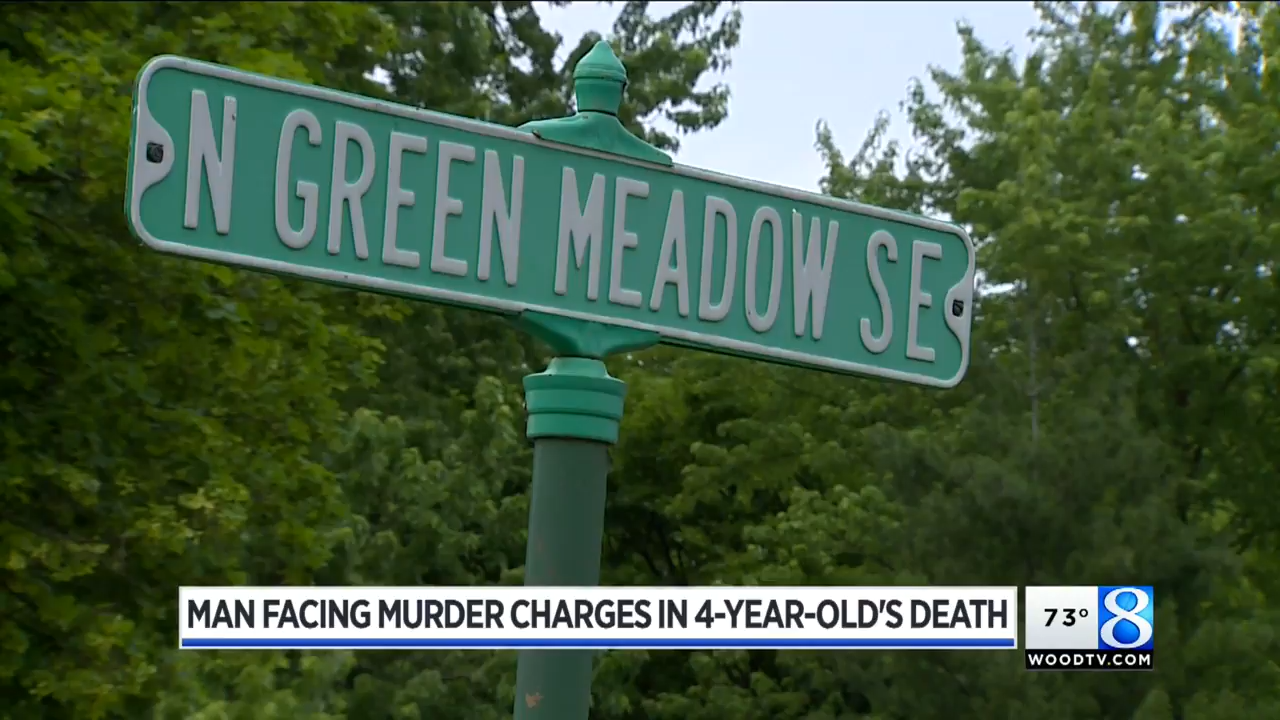 N GREEN MEADOW SE
MAN FACING MURDER CHARGES IN 4-YEAR-OLD'S DEATH
73°
8
WOODTV.COM